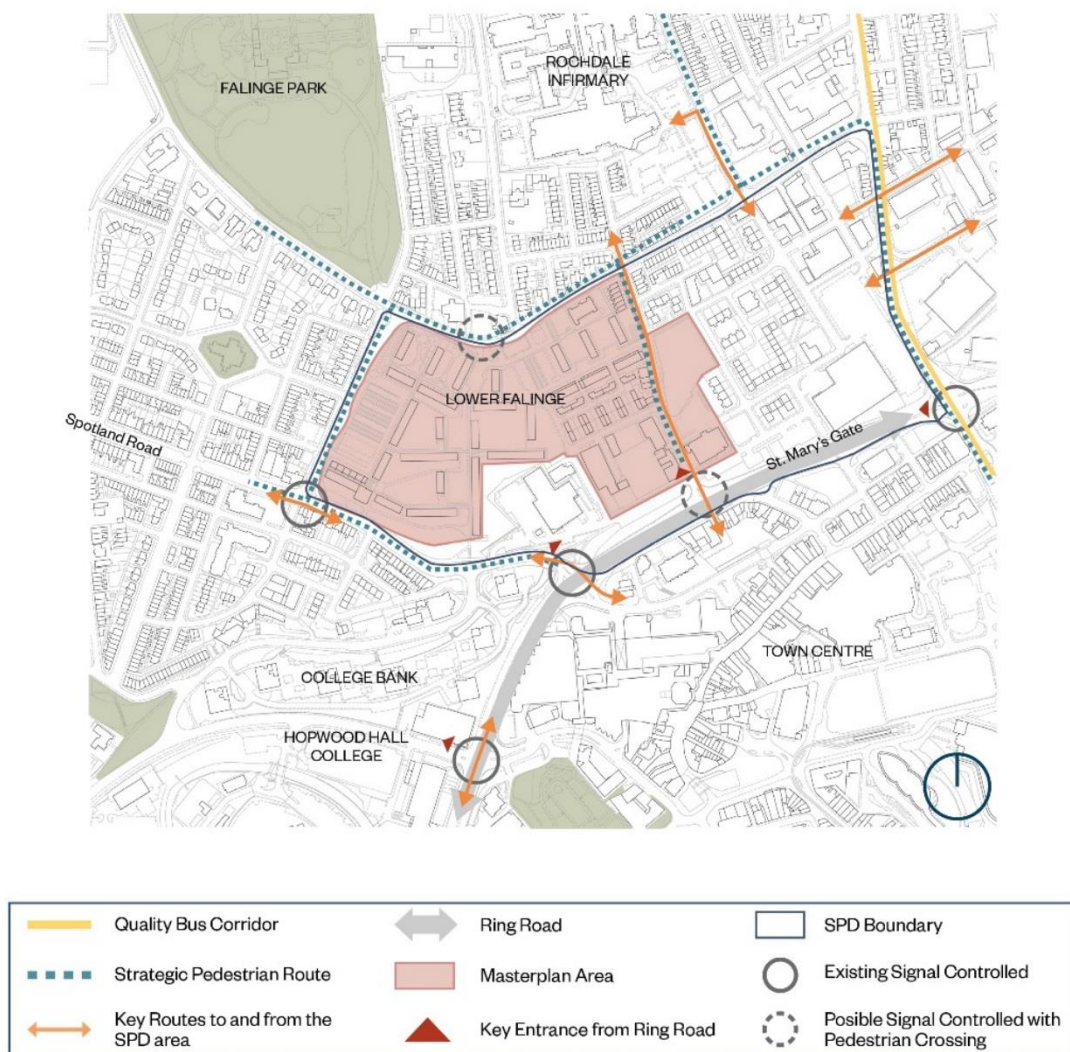 ROCHDALE
INFIRMARY
FALINGE PARK
LOWER FALINGE
Spotland Road
St. Mary's Gate
TOWN CENTRE
COLLEGE BANK
HOPWOOD HALL
COLLEGE
Quality Bus Corridor
Ring Road
SPD Boundary
Strategic Pedestrian Route
Masterplan Area
Existing Signal Controlled
Key Routes to and from the
SPD area
Key Entrance from Ring Road
Posible Signal Controlled with
Pedestrian Crossing